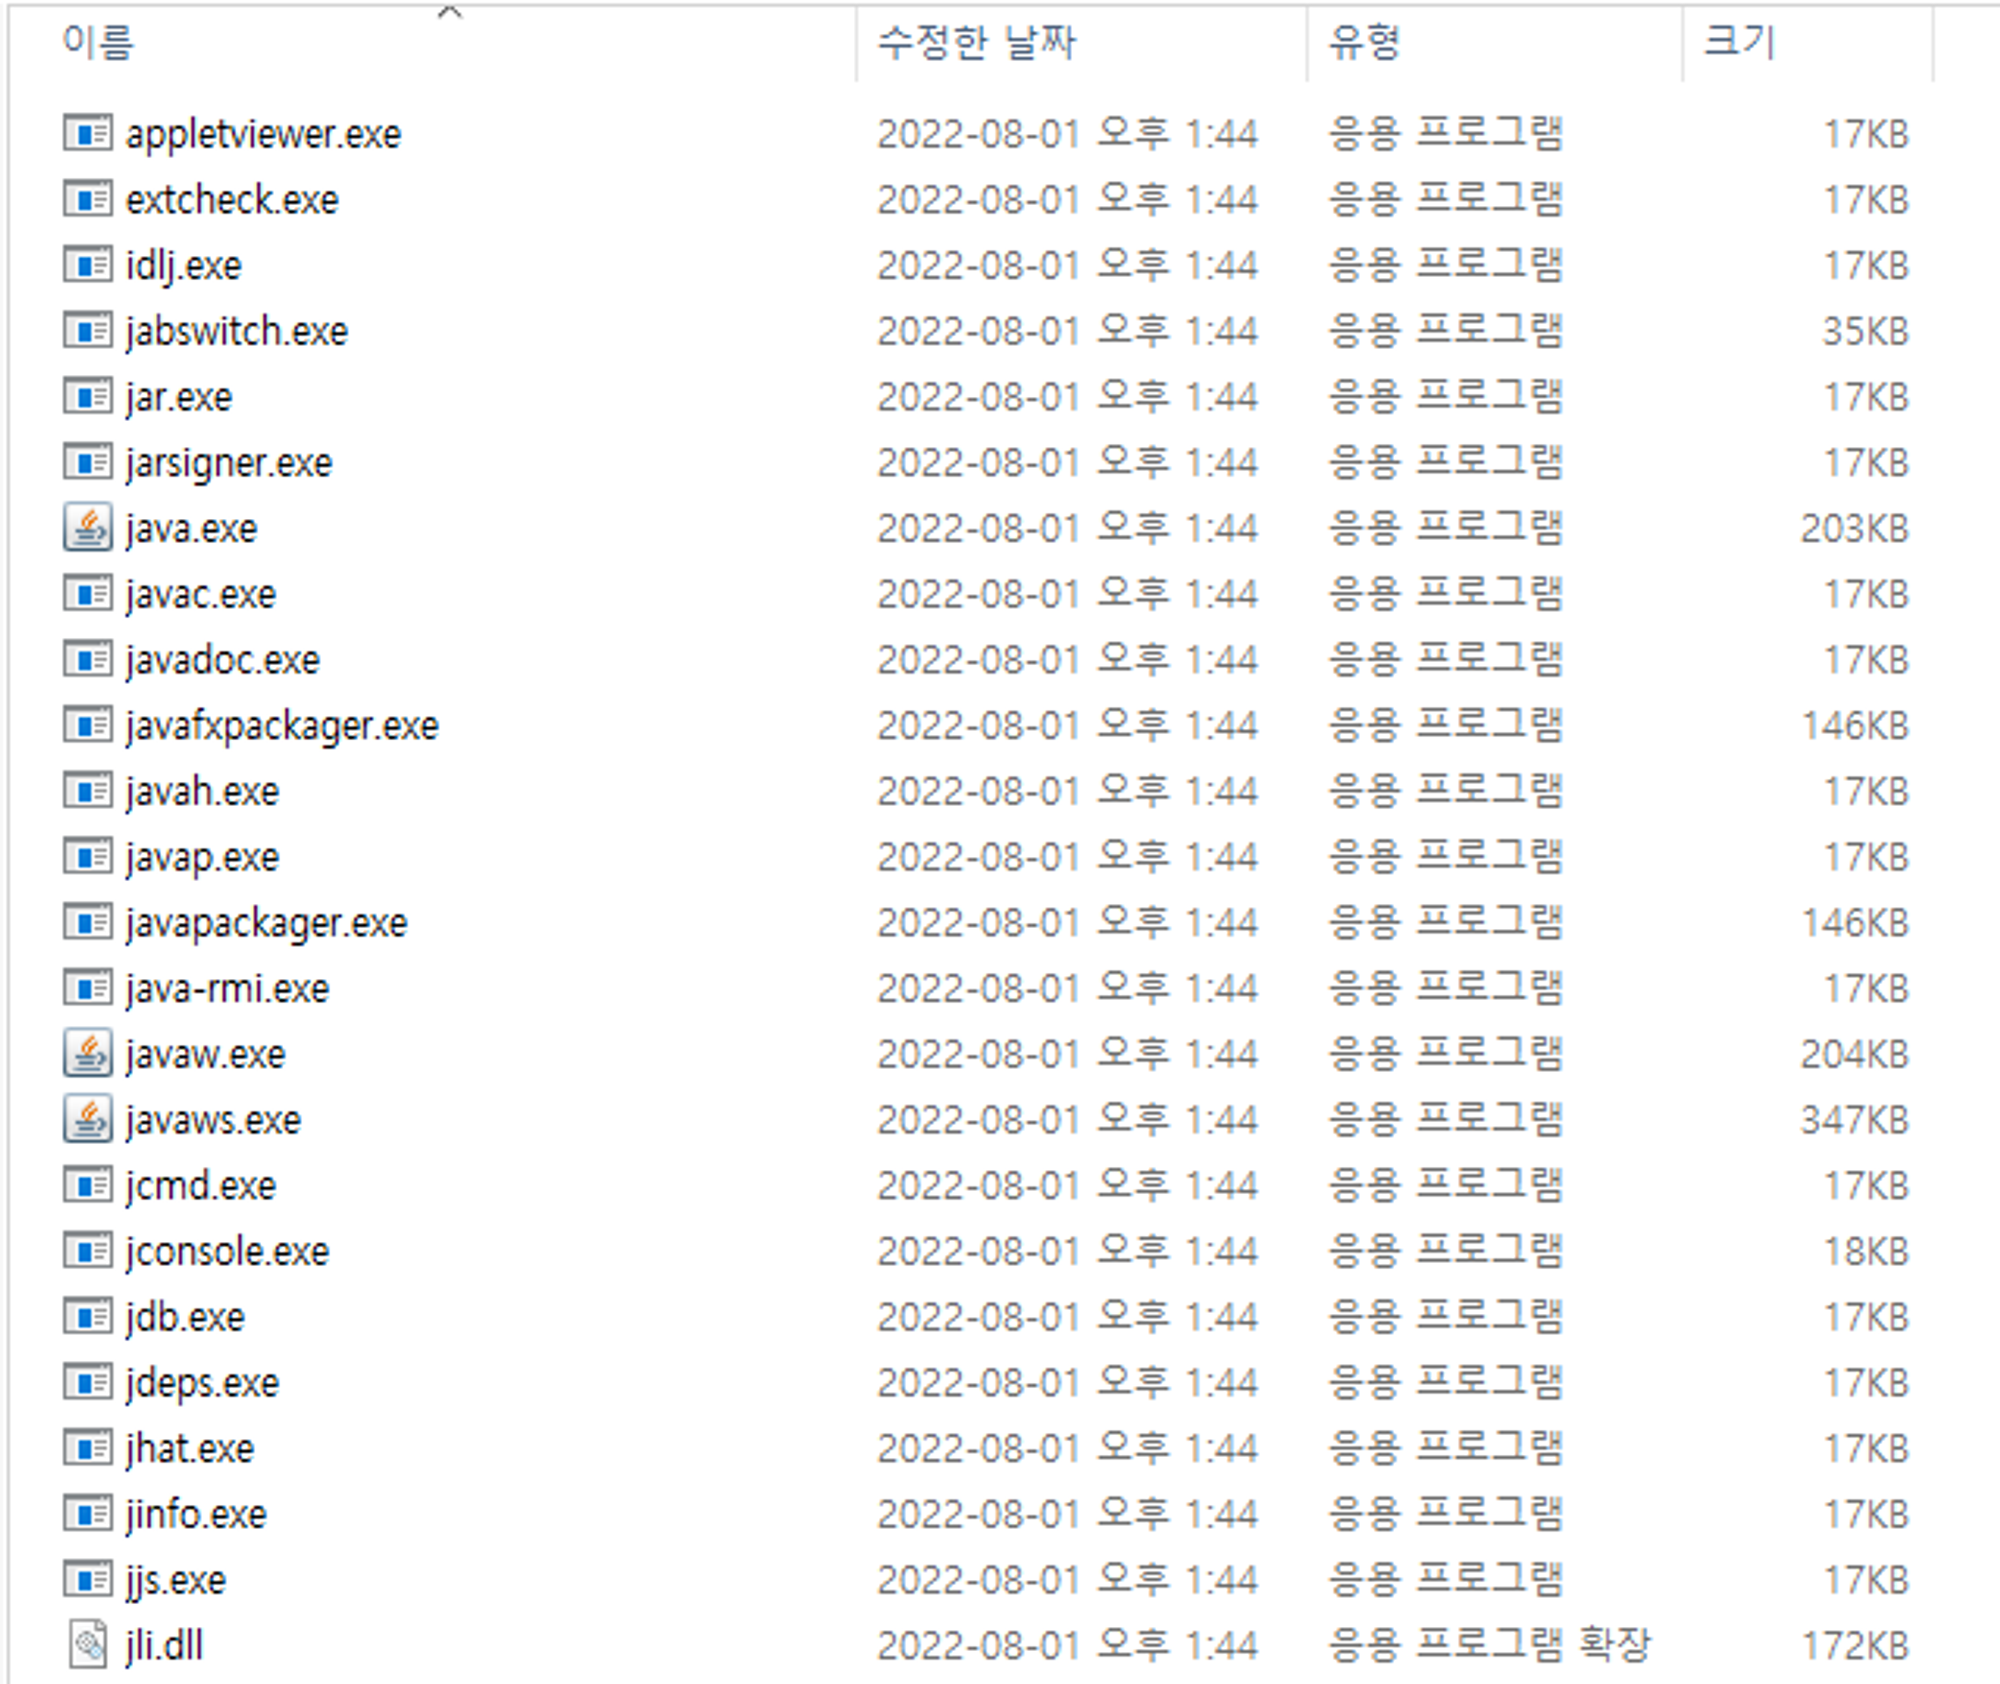 이름 수정한 날짜 유형 크기
appletviewer.exe 2022-08-01 오후 1:44 응용 프로그램 17KB
extcheck.exe 2022-08-01 오후 1:44 응용 프로그램 17KB
idlj.exe 2022-08-01 오후 1:44 응용 프로그램 17KB
jabswitch.exe 2022-08-01 오후 1:44 응용 프로그램 35KB
jar.exe 2022-08-01 오후 1:44 응용 프로그램 17KB
jarsigner.exe 2022-08-01 오후 1:44 응용 프로그램 17KB
java.exe 2022-08-01 오후 1:44 응용 프로그램 203KB
javac.exe 2022-08-01 오후 1:44 응용 프로그램 17KB
javadoc.exe 2022-08-01 오후 1:44 응용 프로그램 17KB
javafxpackager.exe 2022-08-01 오후 1:44 응용 프로그램 146KB
javah.exe 2022-08-01 오후 1:44 응용 프로그램 17KB
javap.exe 2022-08-01 오후 1:44 응용 프로그램 17KB
javapackager.exe 2022-08-01 오후 1:44 응용 프로그램 146KB
java-rmi.exe 2022-08-01 오후 1:44 응용 프로그램 17KB
javaw.exe 2022-08-01 오후 1:44 응용 프로그램 204KB
javaws.exe 2022-08-01 오후 1:44 응용 프로그램 347KB
jcmd.exe 2022-08-01 오후 1:44 응용 프로그램 17KB
jconsole.exe 2022-08-01 오후 1:44 응용 프로그램 18KB
jdb.exe 2022-08-01 오후 1:44 응용 프로그램 17KB
jdeps.exe 2022-08-01 오후 1:44 응용 프로그램 17KB
jhat.exe 2022-08-01 오후 1:44 응용 프로그램 17KB
jinfo.exe 2022-08-01 오후 1:44 응용 프로그램 17KB
jjs.exe 2022-08-01 오후 1:44 응용 프로그램 17KB
jli.dll 2022-08-01 오후 1:44 응용 프로그램 확장 172KB